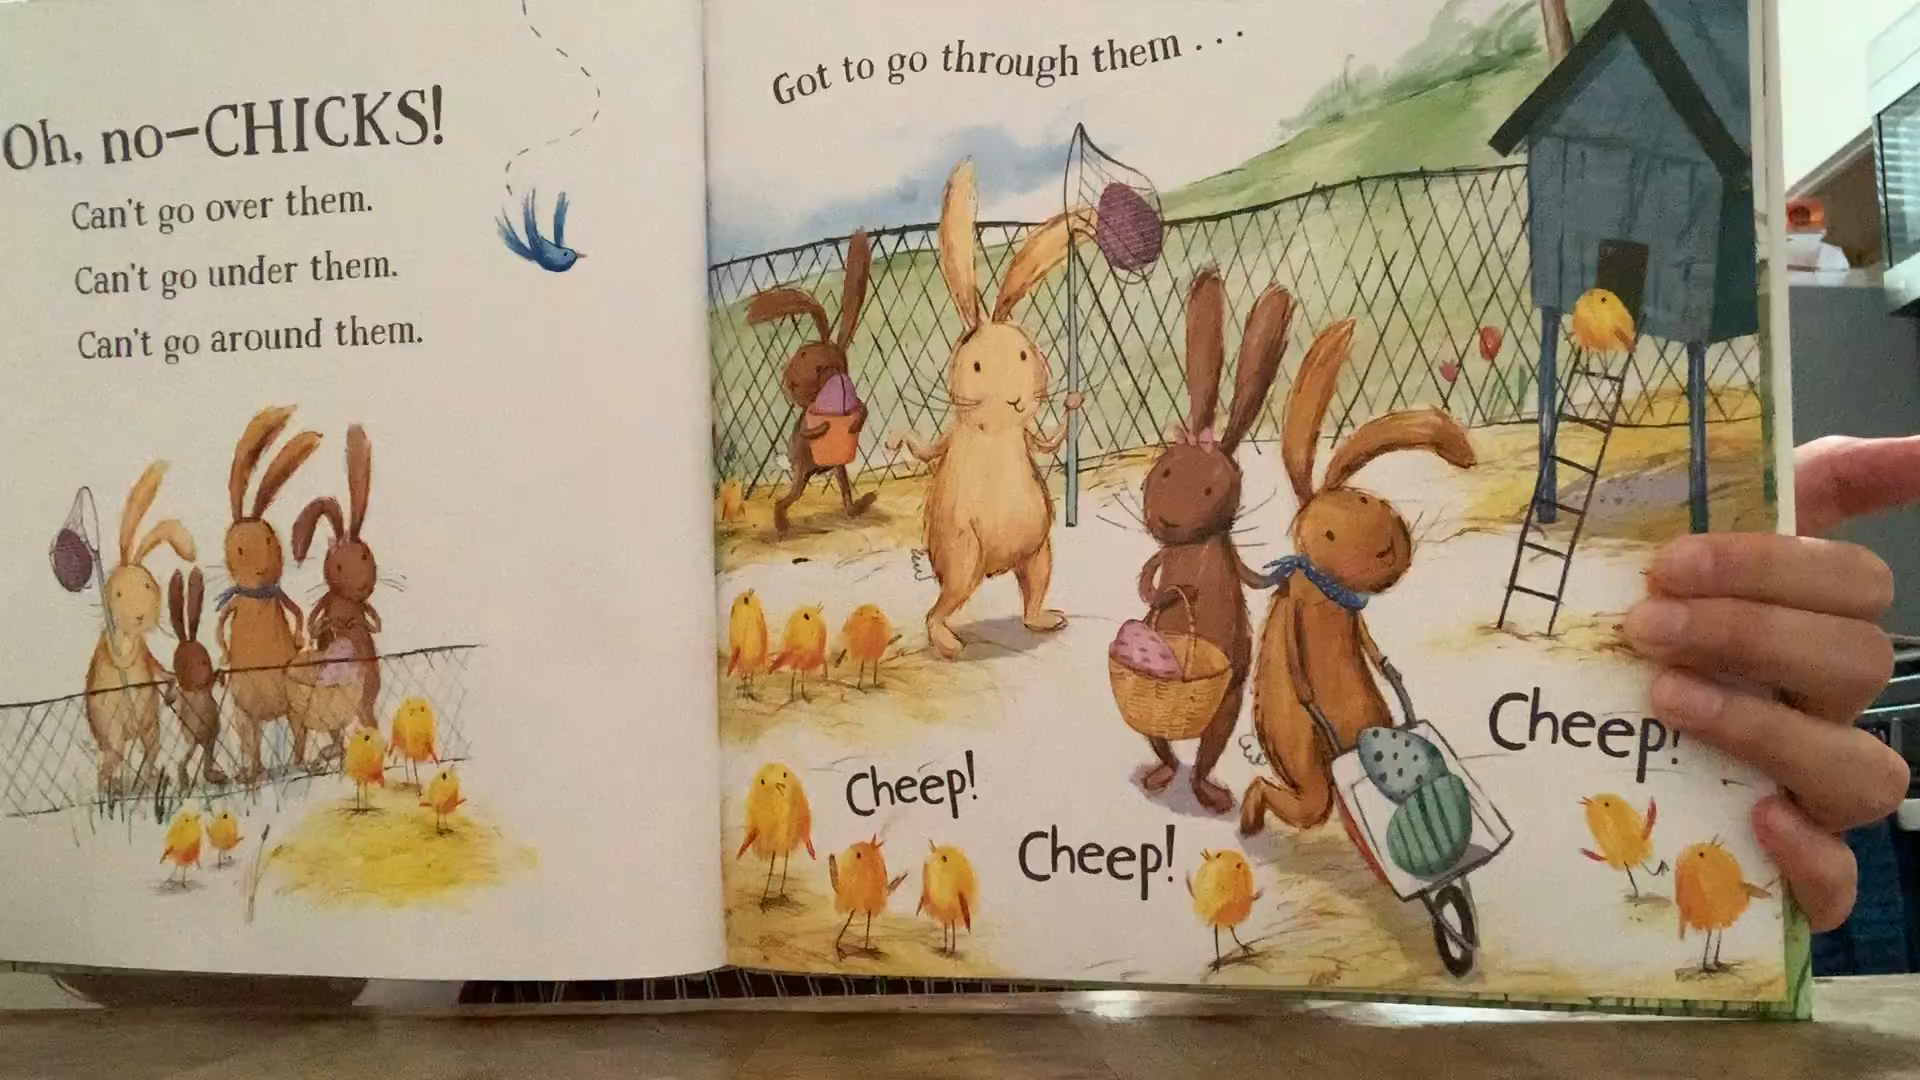 Oh, no—CHICKS!
Can't go over them.
Can't go under them.
Can't go around them.
Got to go through them . . .
Cheep!
Cheep!
Cheep!